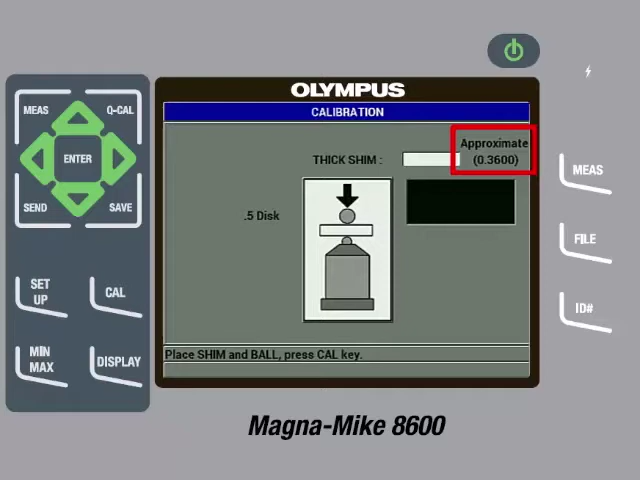 OLYMPUS
MEAS
Q-CAL
ENTER
SEND
SAVE
SET UP
CAL
MIN MAX
DISPLAY
CALIBRATION
THICK SHIM :
Approximate
(0.3600)
.5 Disk
Place SHIM and BALL, press CAL key.
MEAS
FILE
ID#
Magna-Mike 8600